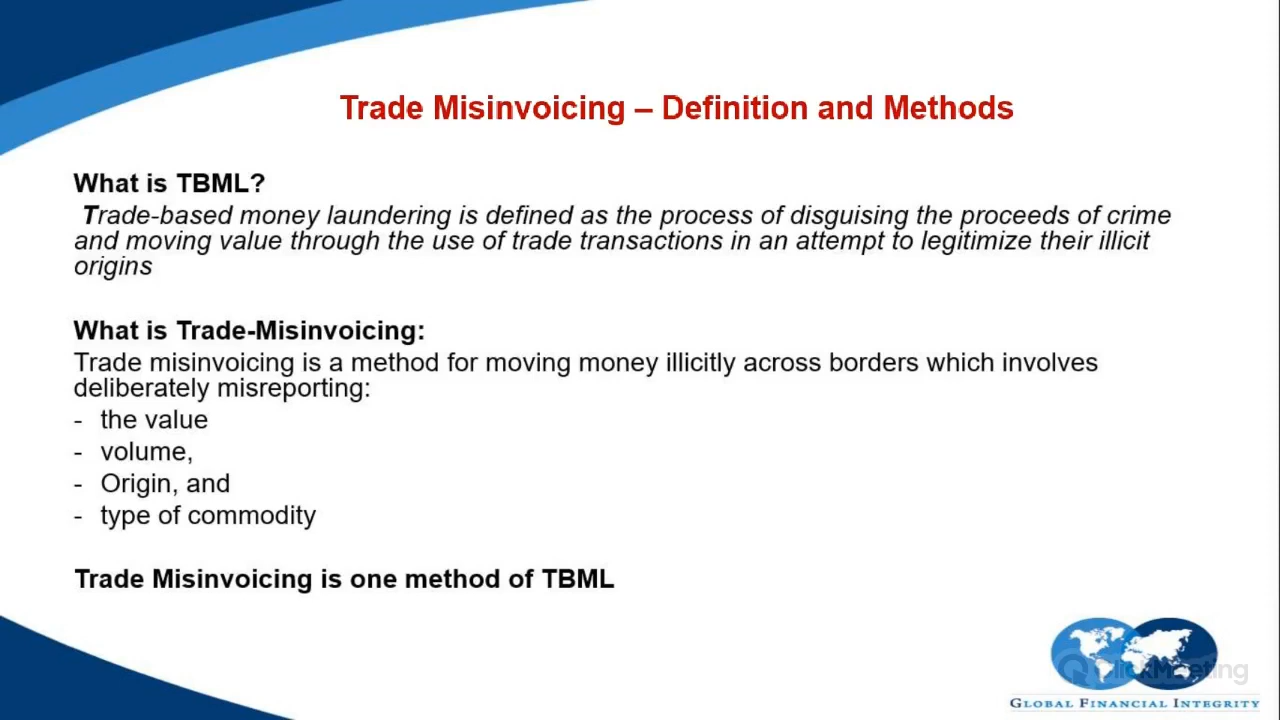 Trade Misinvoicing – Definition and Methods
What is TBML?
Trade-based money laundering is defined as the process of disguising the proceeds of crime
and moving value through the use of trade transactions in an attempt to legitimize their illicit
origins
What is Trade-Misinvoicing:
Trade misinvoicing is a method for moving money illicitly across borders which involves
deliberately misreporting:
- the value
- volume,
- Origin, and
- type of commodity
Trade Misinvoicing is one method of TBML
ClickMeeting
GLOBAL FINANCIAL INTEGRITY